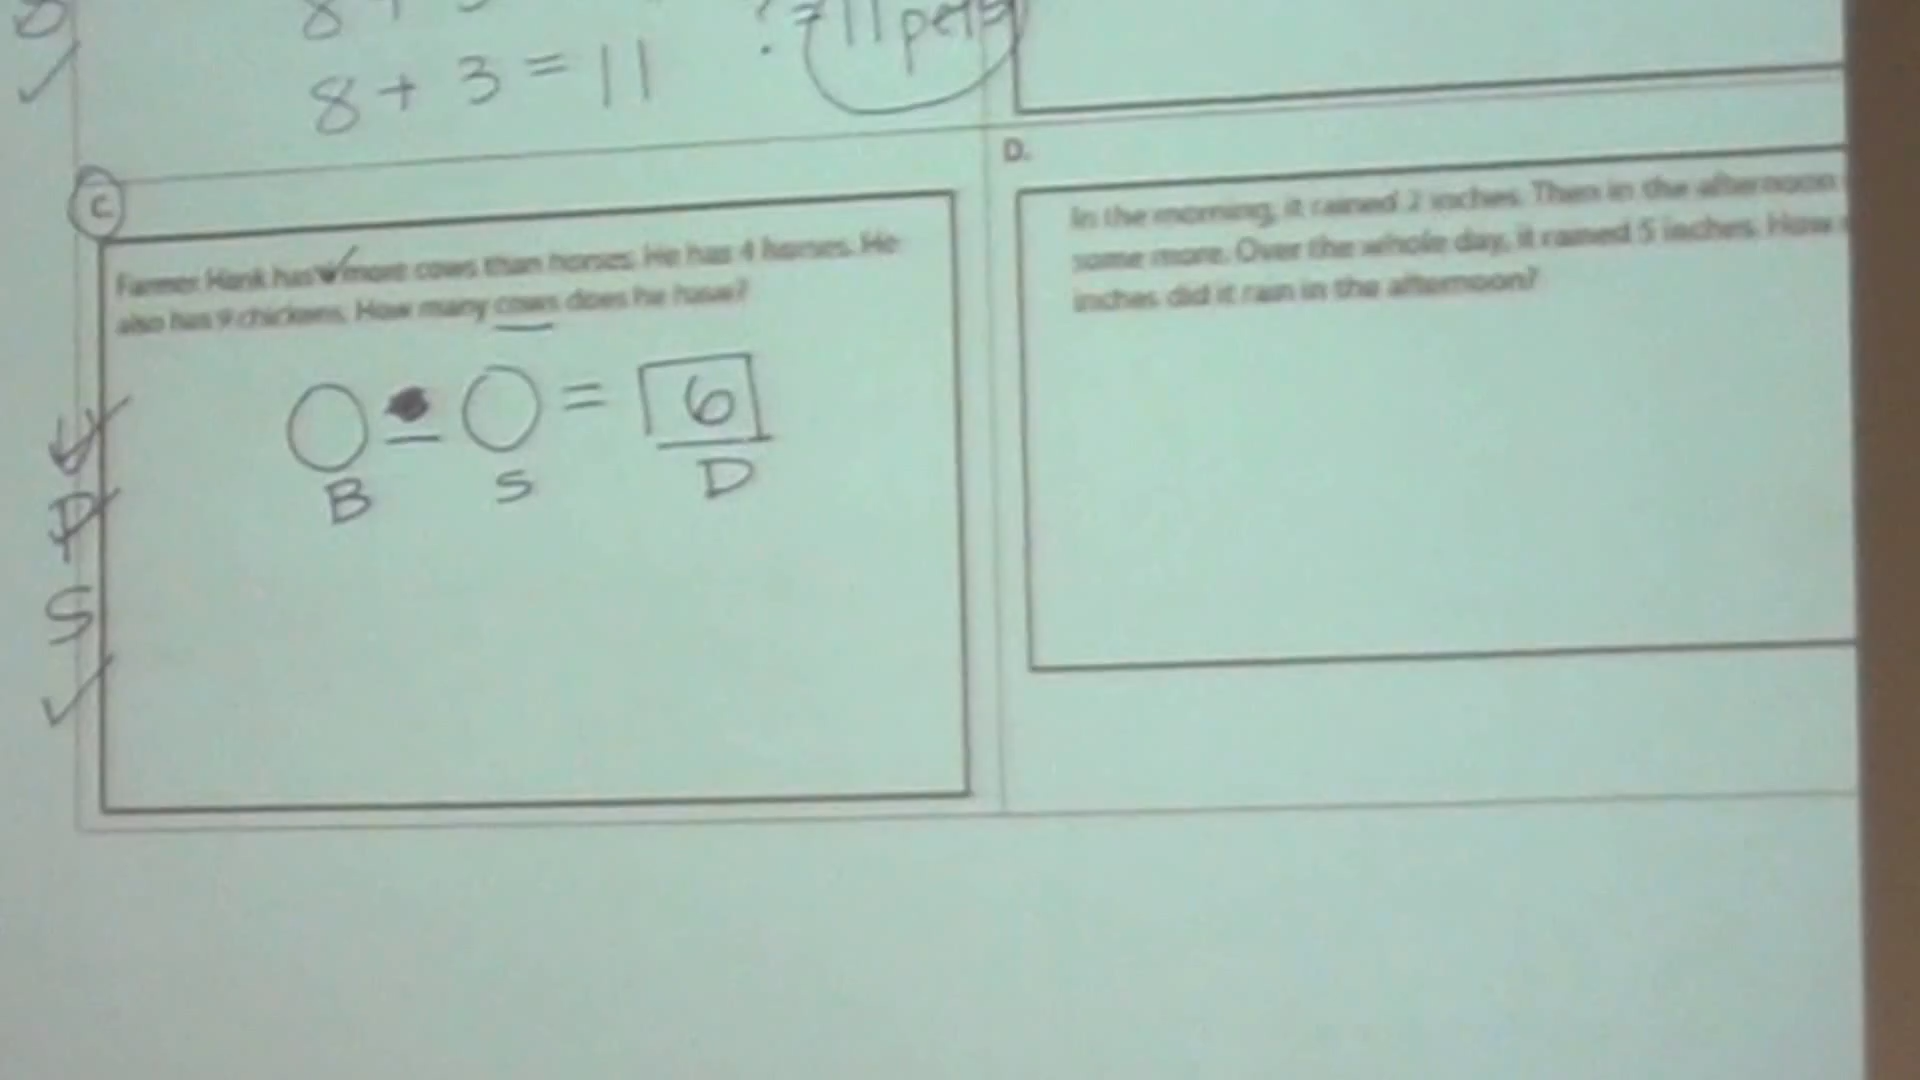 8 + 3
8 + 3 = 11
? = 11 pets
C
Farmer Hank has more cows than horses. He has 4 horses. He
also has 9 chickens. How many cows does he have?
O - O = 6
B S D
U
P
S
✓
D.
In the morning, it rained 2 inches. Then in the afternoon
some more. Over the whole day, it rained 5 inches. How
inches did it rain in the afternoon?